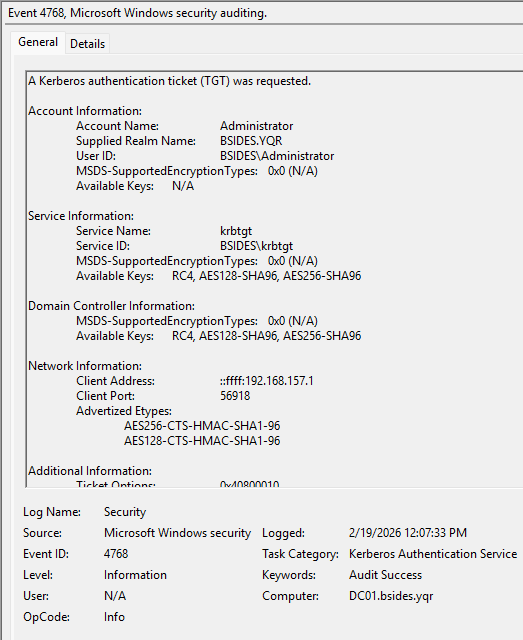 Event 4768, Microsoft Windows security auditing.
General Details
A Kerberos authentication ticket (TGT) was requested.
Account Information:
Account Name: Administrator
Supplied Realm Name: BSIDES.YQR
User ID: BSIDES\Administrator
MSDS-SupportedEncryptionTypes: 0x0 (N/A)
Available Keys: N/A
Service Information:
Service Name: krbtgt
Service ID: BSIDES\krbtgt
MSDS-SupportedEncryptionTypes: 0x0 (N/A)
Available Keys: RC4, AES128-SHA96, AES256-SHA96
Domain Controller Information:
MSDS-SupportedEncryptionTypes: 0x0 (N/A)
Available Keys: RC4, AES128-SHA96, AES256-SHA96
Network Information:
Client Address: ::ffff:192.168.157.1
Client Port: 56918
Advertized Etypes:
AES256-CTS-HMAC-SHA1-96
AES128-CTS-HMAC-SHA1-96
Additional Information:
Ticket Options: 0x40800010
Log Name: Security
Source: Microsoft Windows security Logged: 2/19/2026 12:07:33 PM
Event ID: 4768 Task Category: Kerberos Authentication Service
Level: Information Keywords: Audit Success
User: N/A Computer: DC01.bsides.yqr
OpCode: Info